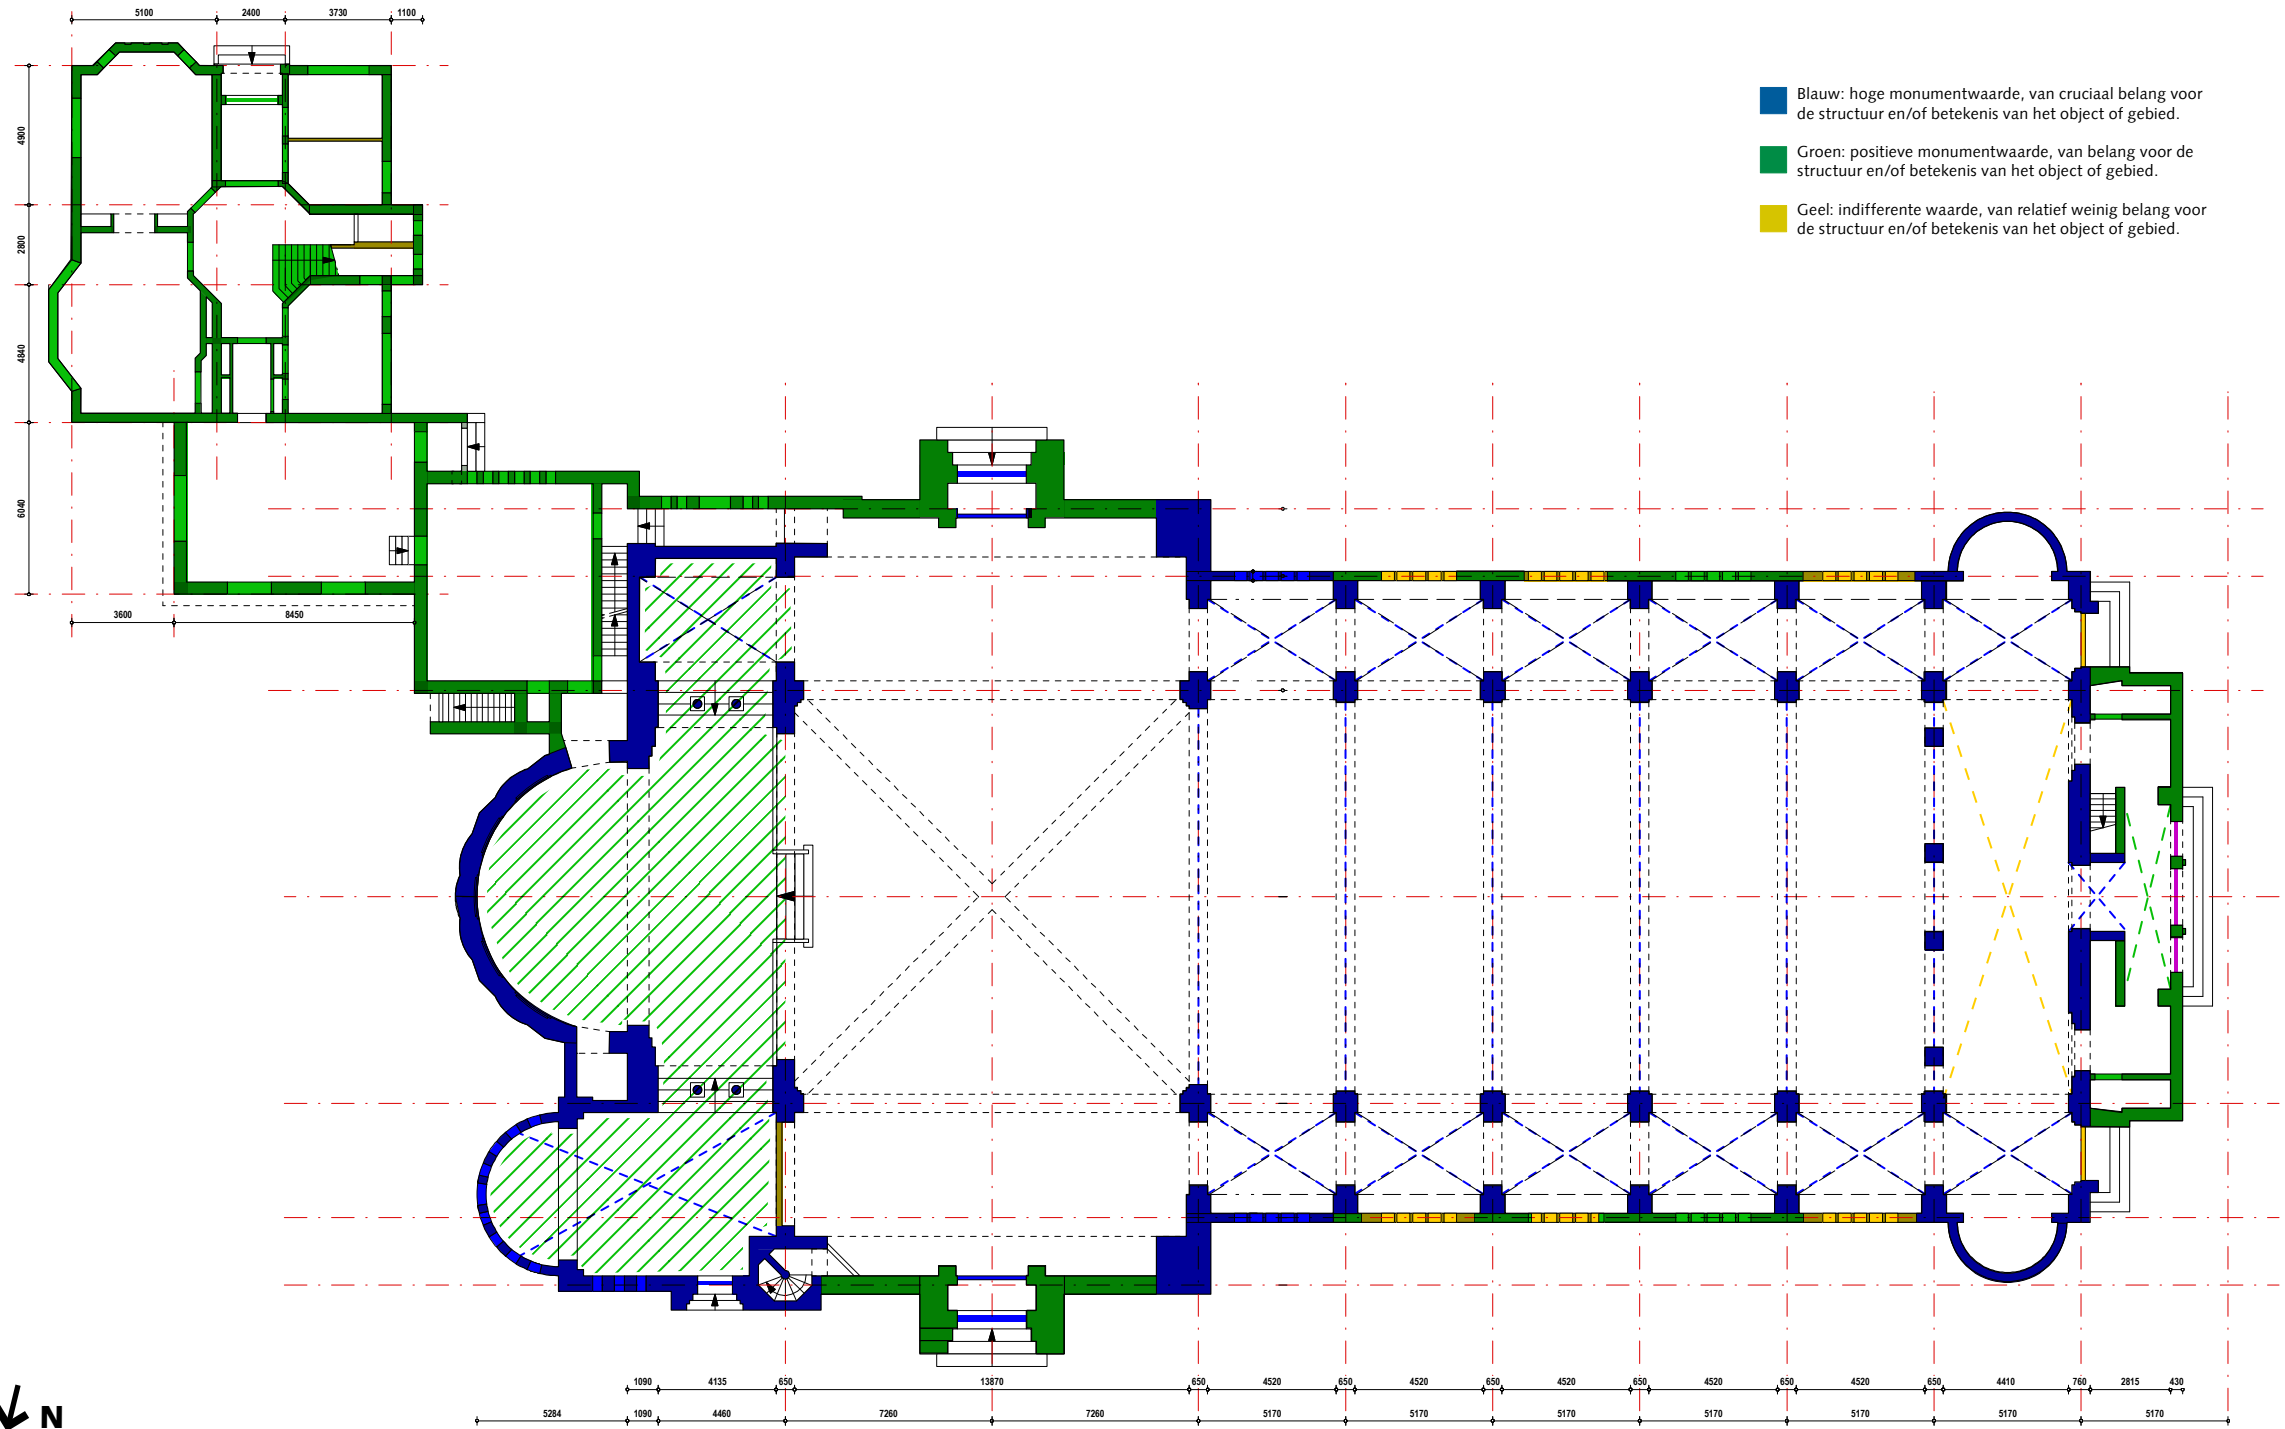 5100 2400 3730 1100
Blauw: hoge monumentwaarde, van cruciaal belang voor
de structuur en/of betekenis van het object of gebied.
Groen: positieve monumentwaarde, van belang voor de
structuur en/of betekenis van het object of gebied.
Geel: indifferente waarde, van relatief weinig belang voor
de structuur en/of betekenis van het object of gebied.
4900
2800
4840
6040
3600 8450
1090 4135 650 13870 650 4520 650 4520 650 4520 650 4520 650 4520 650 4410 760 2815 430
5284 1090 4460 7260 7260 5170 5170 5170 5170 5170 5170 5170
N